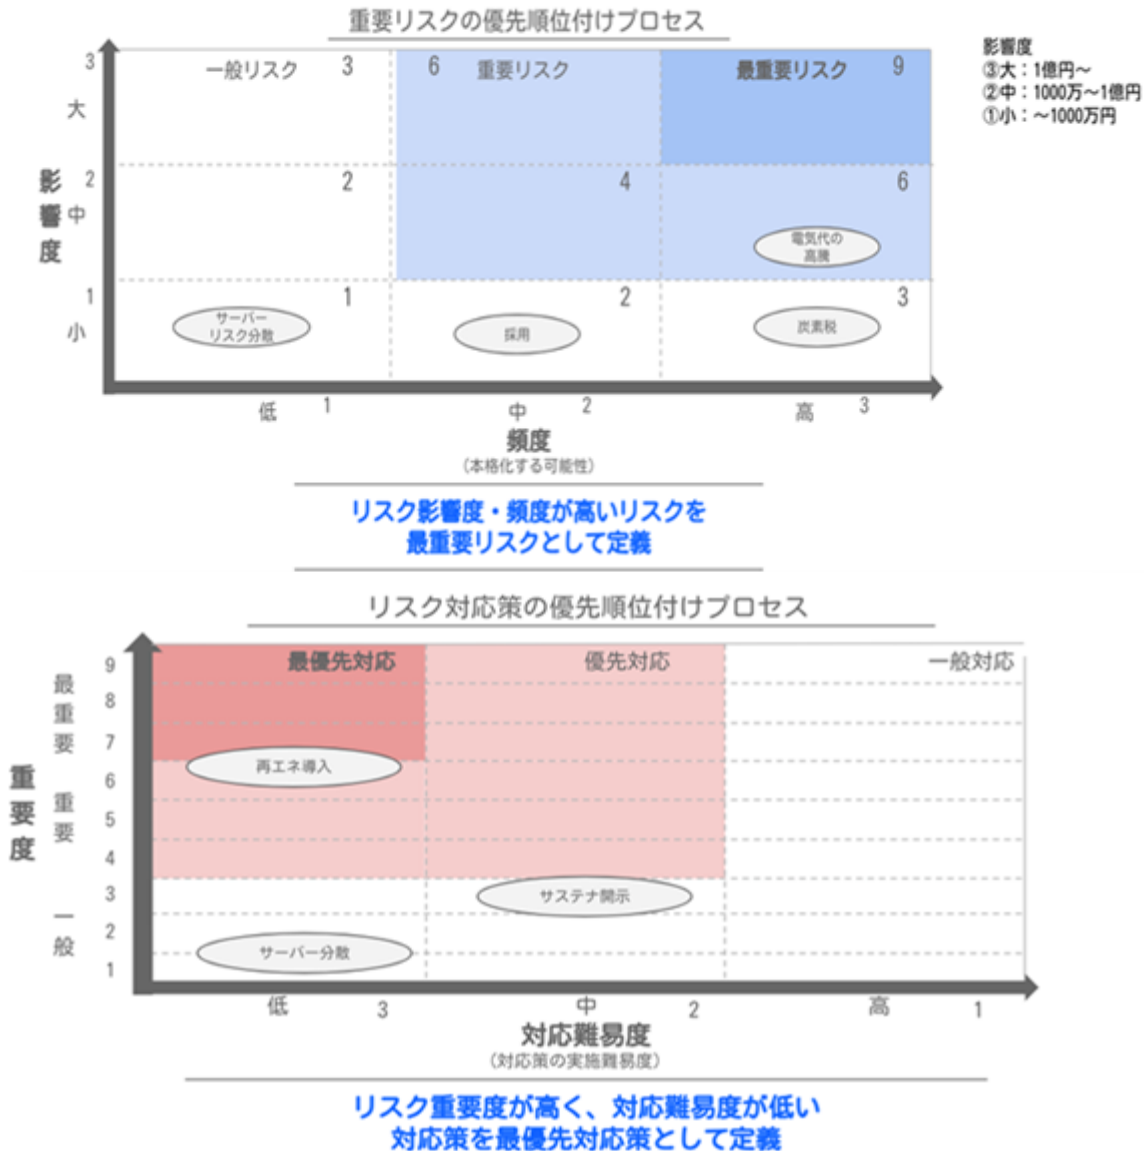 重要リスクの優先順位付けプロセス
影響度
③大：1億円～
②中：1000万～1億円
①小：～1000万円
3
大
2
中
1
小
影響度
一般リスク 3
6 重要リスク
最重要リスク 9
2
4
6
電気代の
高騰
1
2
3
サーバー
リスク分散
採用
炭素税
低 1
中 2
高 3
頻度
（本格化する可能性）
リスク影響度・頻度が高いリスクを
最重要リスクとして定義
リスク対応策の優先順位付けプロセス
最優先対応
優先対応
一般対応
重要度
最重要
重要
一般
9
8
7
6
5
4
3
2
1
再エネ導入
サステナ開示
サーバー分散
低 3
中 2
高 1
対応難易度
（対応策の実施難易度）
リスク重要度が高く、対応難易度が低い
対応策を最優先対応策として定義